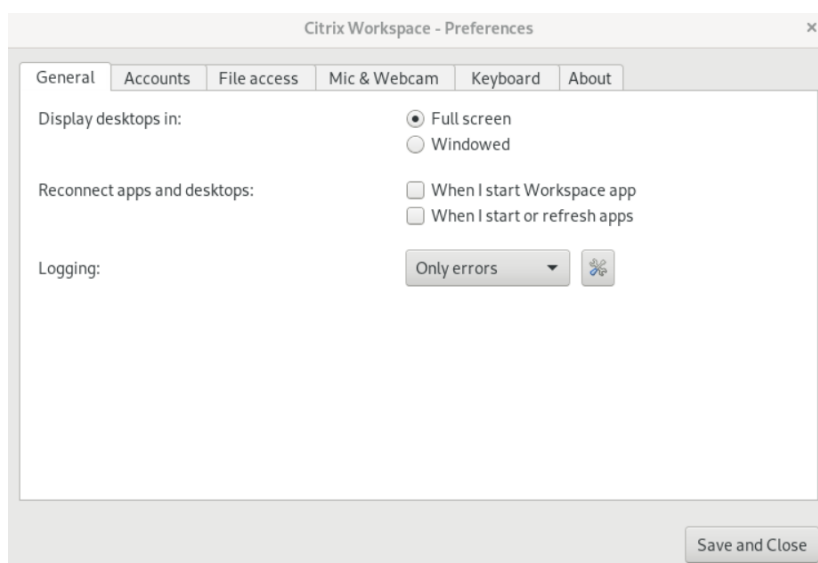 Citrix Workspace - Preferences ×
General Accounts File access Mic & Webcam Keyboard About
Display desktops in: Full screen
Windowed
Reconnect apps and desktops: When I start Workspace app
When I start or refresh apps
Logging: Only errors
Save and Close